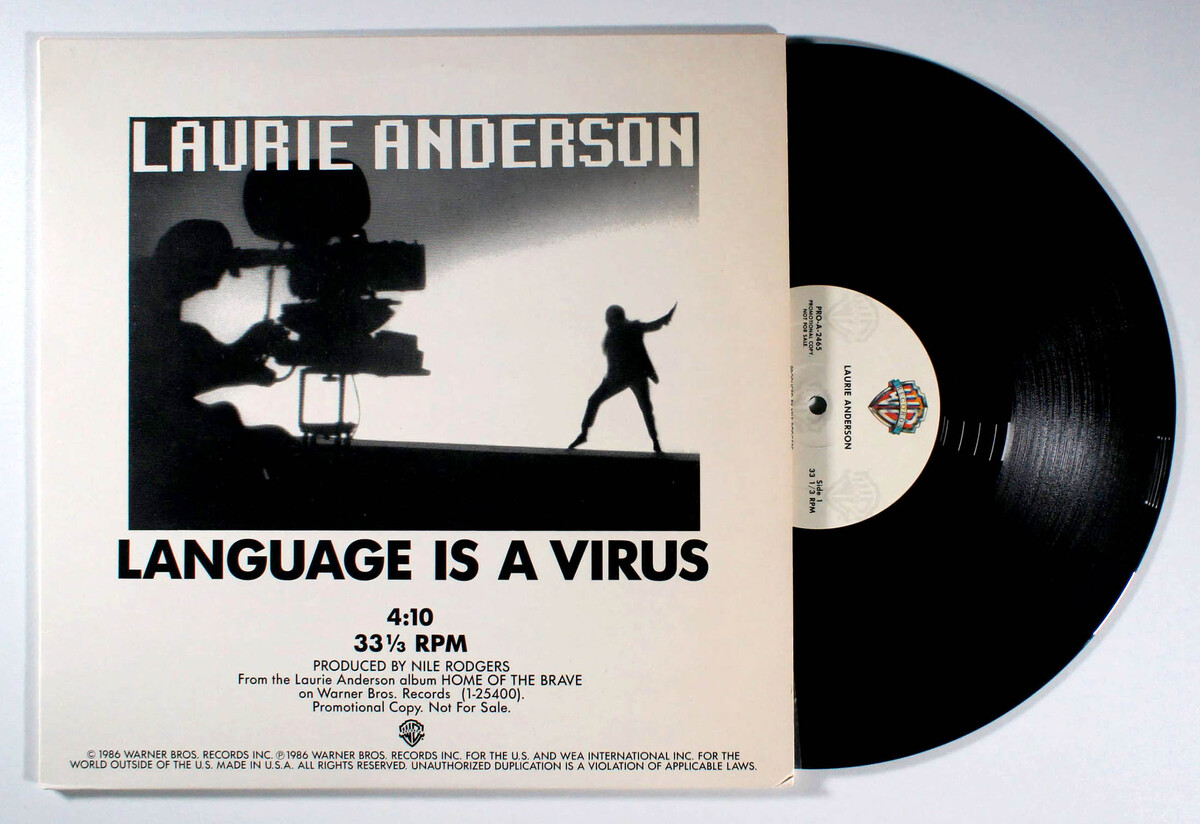 LAURIE ANDERSON
LANGUAGE IS A VIRUS
4:10
33⅓ RPM
PRODUCED BY NILE RODGERS
From the Laurie Anderson album HOME OF THE BRAVE
on Warner Bros. Records (1-25400).
Promotional Copy. Not For Sale.
© 1986 WARNER BROS. RECORDS INC. ℗ 1986 WARNER BROS. RECORDS INC. FOR THE U.S. AND WEA INTERNATIONAL INC. FOR THE
WORLD OUTSIDE OF THE U.S. MADE IN U.S.A. ALL RIGHTS RESERVED. UNAUTHORIZED DUPLICATION IS A VIOLATION OF APPLICABLE LAWS.
PRO-A-2465
PROMOTIONAL COPY
NOT FOR SALE
LAURIE ANDERSON
Side 1
33 1/3 RPM